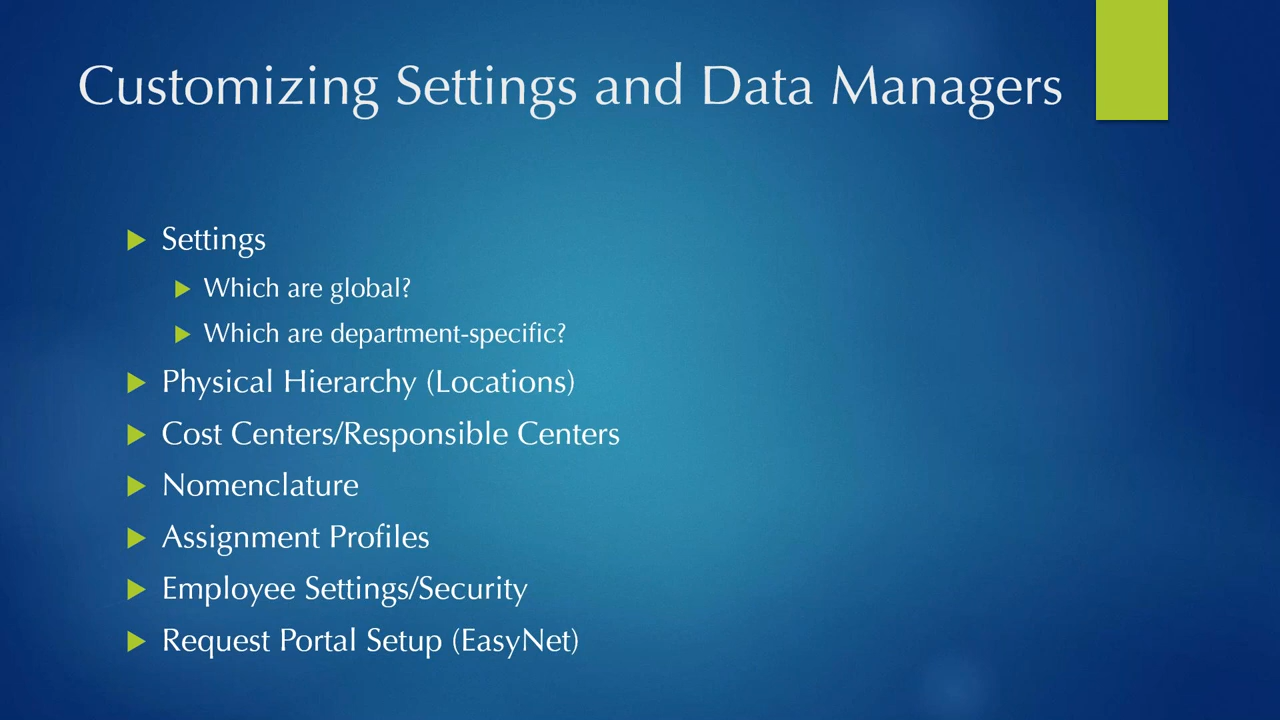 Customizing Settings and Data Managers
Settings
Which are global?
Which are department-specific?
Physical Hierarchy (Locations)
Cost Centers/Responsible Centers
Nomenclature
Assignment Profiles
Employee Settings/Security
Request Portal Setup (EasyNet)